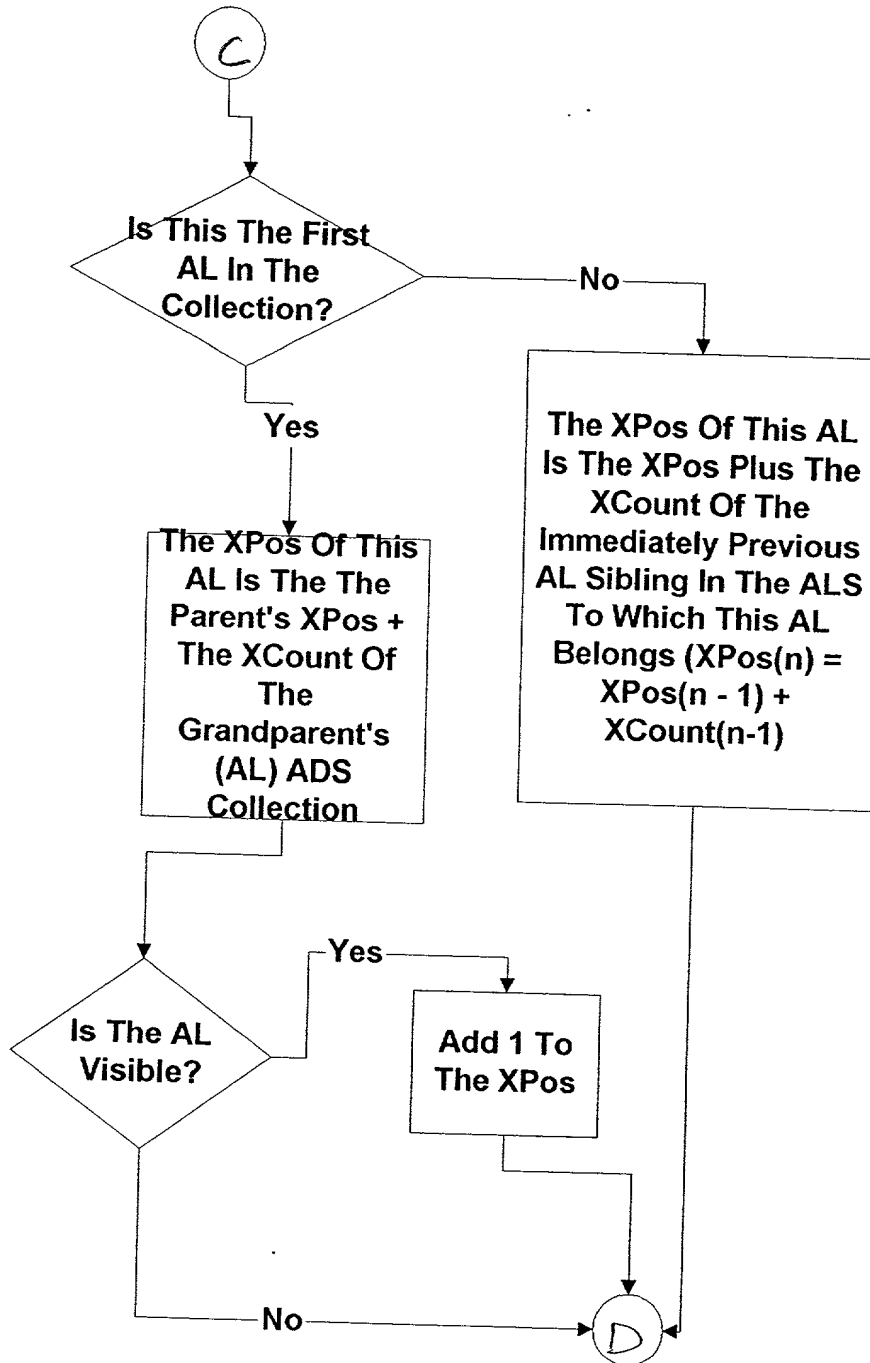 C
Is This The First
AL In The
Collection?
No
Yes
The XPos Of This
AL Is The The
Parent's XPos +
The XCount Of
The
Grandparent's
(AL) ADS
Collection
The XPos Of This AL
Is The XPos Plus The
XCount Of The
Immediately Previous
AL Sibling In The ALS
To Which This AL
Belongs (XPos(n) =
XPos(n - 1) +
XCount(n-1)
Is The AL
Visible?
Yes
Add 1 To
The XPos
No
D